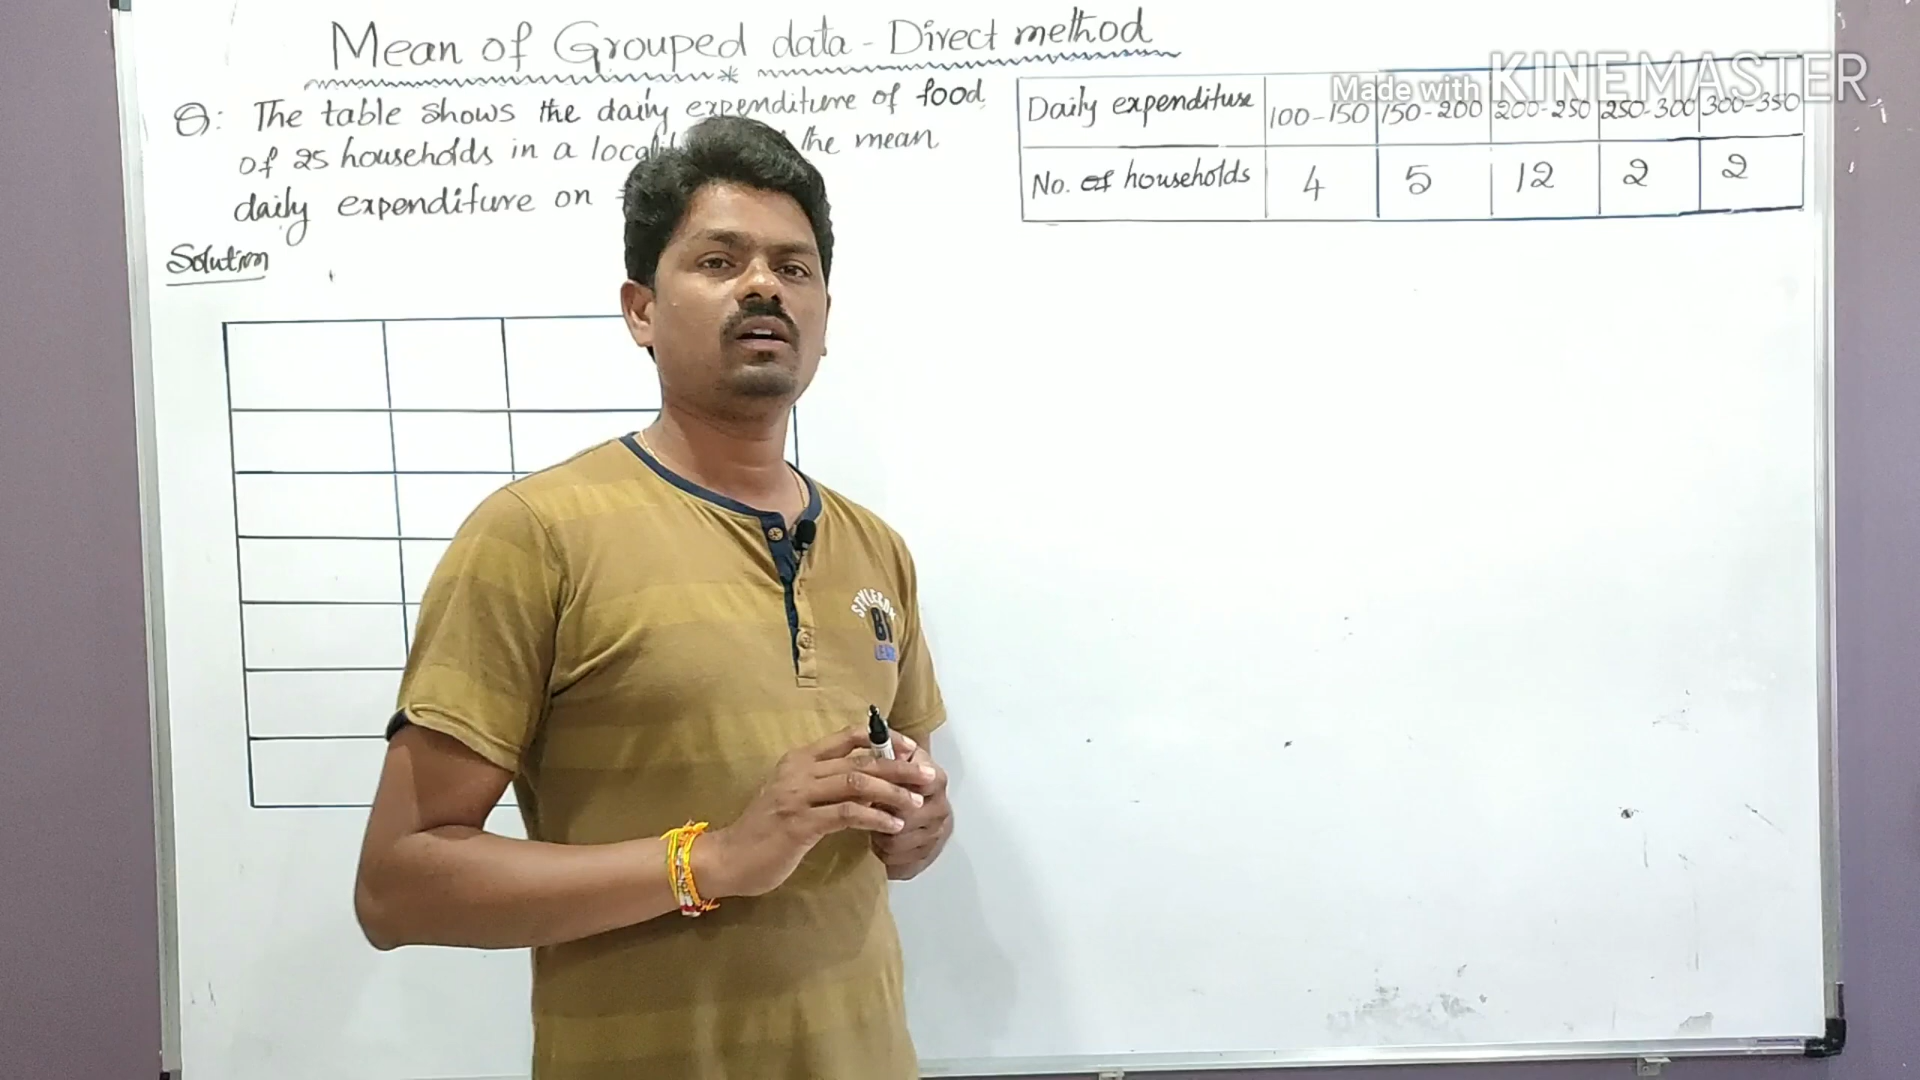 Mean of Grouped data - Direct method
Made with KINEMASTER
Q: The table shows the daily expenditure of food
of 25 households in a the mean
daily expenditure on
Daily expenditure 100-150 150-200 200-250 250-300 300-350
No. of households 4 5 12 2 2
Solution